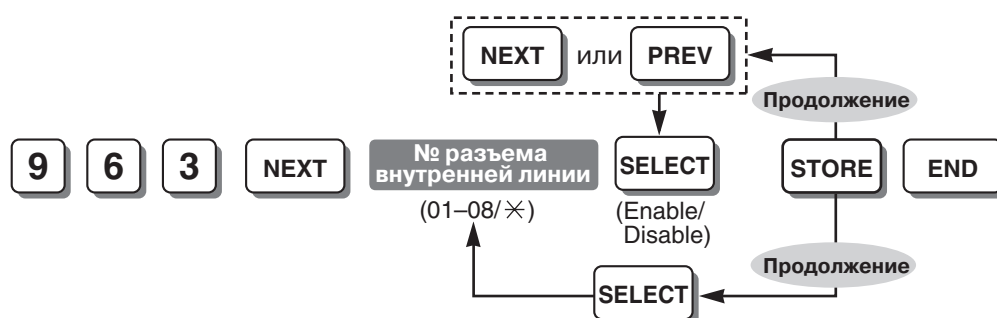 NEXT или PREV
Продолжение
9 6 3 NEXT № разъема внутренней линии SELECT STORE END
(01–08/✳) (Enable/
Disable)
Продолжение
SELECT